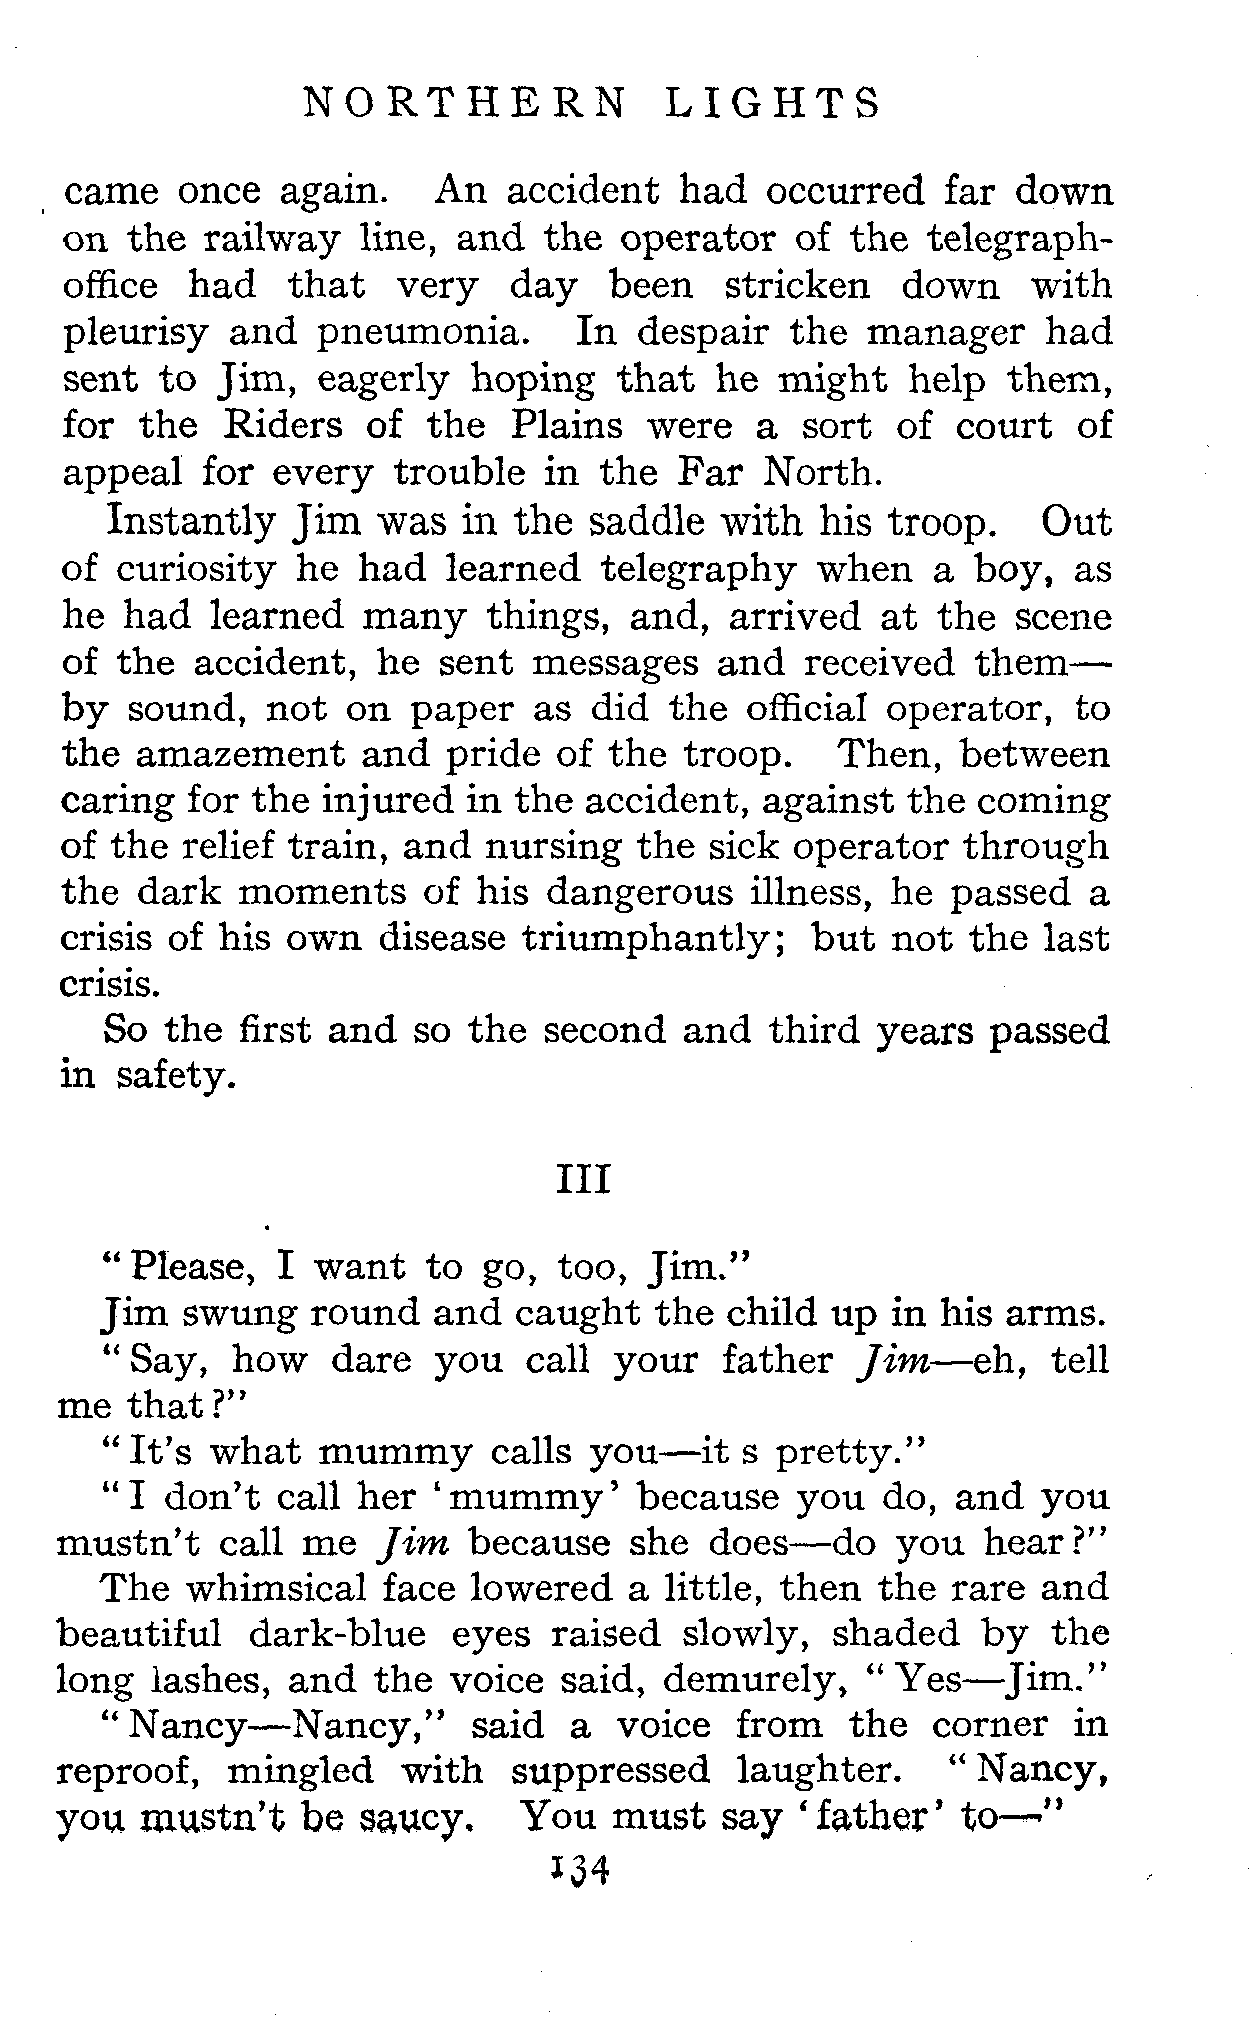 NORTHERN LIGHTS
came once again. An accident had occurred far down
on the railway line, and the operator of the telegraph-
office had that very day been stricken down with
pleurisy and pneumonia. In despair the manager had
sent to Jim, eagerly hoping that he might help them,
for the Riders of the Plains were a sort of court of
appeal for every trouble in the Far North.
Instantly Jim was in the saddle with his troop. Out
of curiosity he had learned telegraphy when a boy, as
he had learned many things, and, arrived at the scene
of the accident, he sent messages and received them—
by sound, not on paper as did the official operator, to
the amazement and pride of the troop. Then, between
caring for the injured in the accident, against the coming
of the relief train, and nursing the sick operator through
the dark moments of his dangerous illness, he passed a
crisis of his own disease triumphantly; but not the last
crisis.
So the first and so the second and third years passed
in safety.
III
"Please, I want to go, too, Jim."
Jim swung round and caught the child up in his arms.
"Say, how dare you call your father Jim—eh, tell
me that?"
"It's what mummy calls you—it s pretty."
"I don't call her 'mummy' because you do, and you
mustn't call me Jim because she does—do you hear?"
The whimsical face lowered a little, then the rare and
beautiful dark-blue eyes raised slowly, shaded by the
long lashes, and the voice said, demurely, "Yes—Jim."
"Nancy—Nancy," said a voice from the corner in
reproof, mingled with suppressed laughter. "Nancy,
you mustn't be saucy. You must say 'father' to—"
134